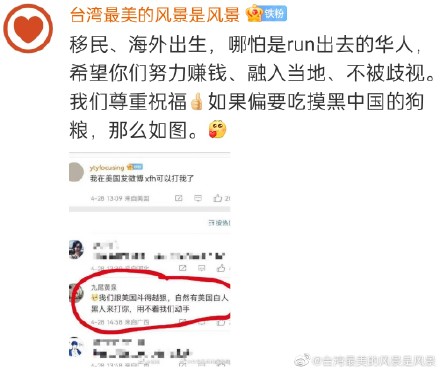 台湾最美的风景是风景 铁粉
移民、海外出生，哪怕是run出去的华人，
希望你们努力赚钱、融入当地、不被歧视。
我们尊重祝福👍如果偏要吃摸黑中国的狗
粮，那么如图。🥰
ytyfocusing
我在美国发微博 xfh可以打我了
4-28 13:09 来自美国
4-28
九尾黄泉
我们跟美国斗得越狠，自然有美国白人
黑人来打你，用不着我们动手
4-28 14:58 来自广西
@台湾最美的风景是风景